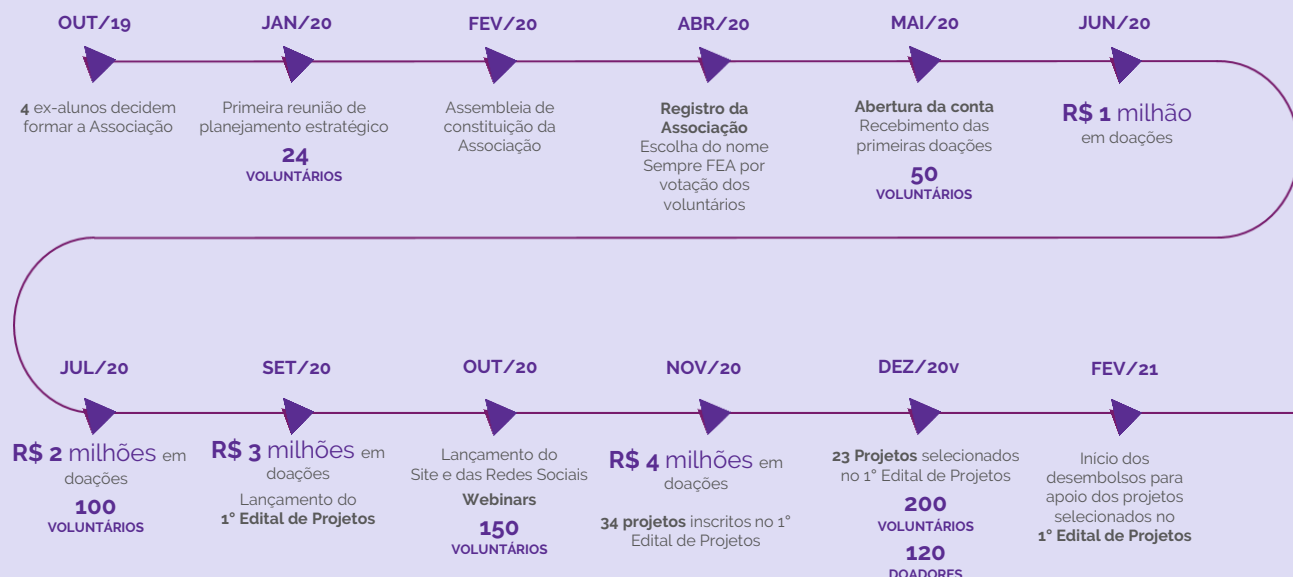 OUT/19
4 ex-alunos decidem
formar a Associação
JAN/20
Primeira reunião de
planejamento estratégico
24
VOLUNTÁRIOS
FEV/20
Assembleia de
constituição da
Associação
ABR/20
Registro da
Associação
Escolha do nome
Sempre FEA por
votação dos
voluntários
MAI/20
Abertura da conta
Recebimento das
primeiras doações
50
VOLUNTÁRIOS
JUN/20
R$ 1 milhão
em doações
JUL/20
R$ 2 milhões em
doações
100
VOLUNTÁRIOS
SET/20
R$ 3 milhões em
doações
Lançamento do
1º Edital de Projetos
OUT/20
Lançamento do
Site e das Redes Sociais
Webinars
150
VOLUNTÁRIOS
NOV/20
R$ 4 milhões em
doações
34 projetos inscritos no 1º
Edital de Projetos
DEZ/20v
23 Projetos selecionados
no 1º Edital de Projetos
200
VOLUNTÁRIOS
120
DOADORES
FEV/21
Início dos
desembolsos para
apoio dos projetos
selecionados no
1º Edital de Projetos